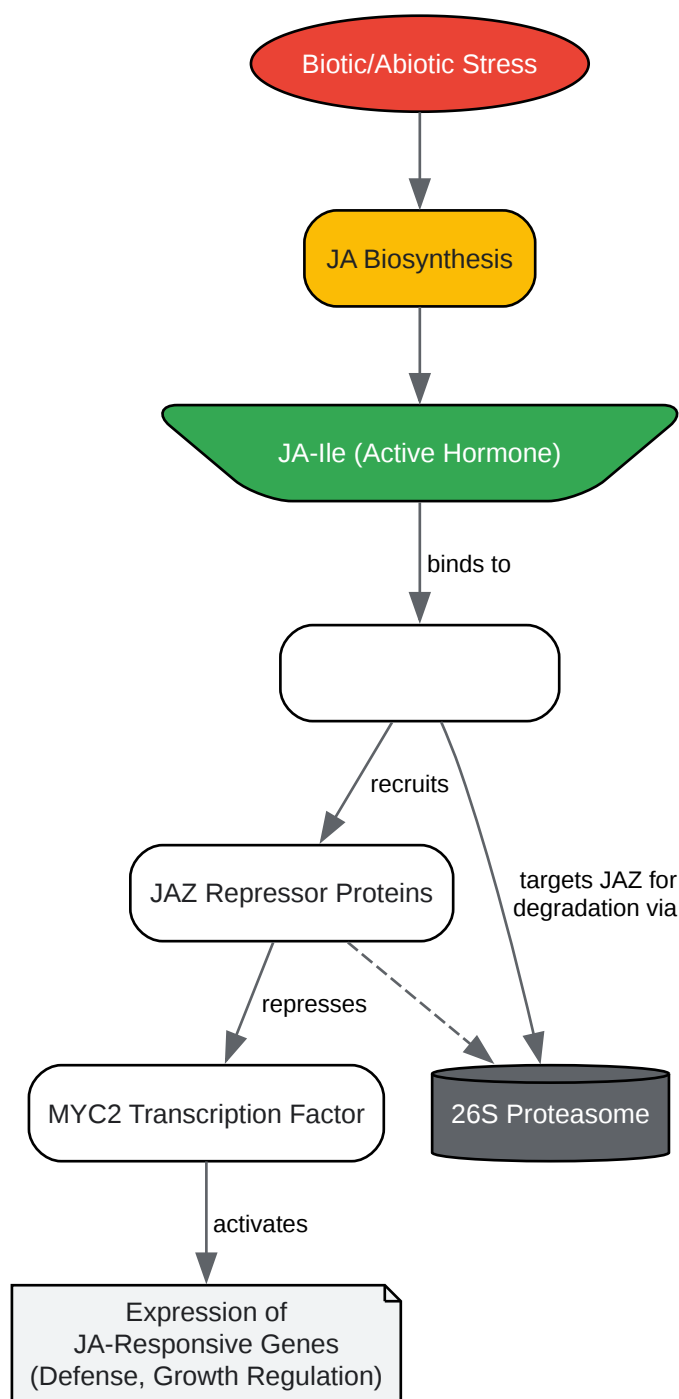 Biotic/Abiotic Stress
JA Biosynthesis
JA-Ile (Active Hormone)
binds to
recruits
targets JAZ for
degradation via
JAZ Repressor Proteins
represses
MYC2 Transcription Factor
26S Proteasome
activates
Expression of
JA-Responsive Genes
(Defense, Growth Regulation)